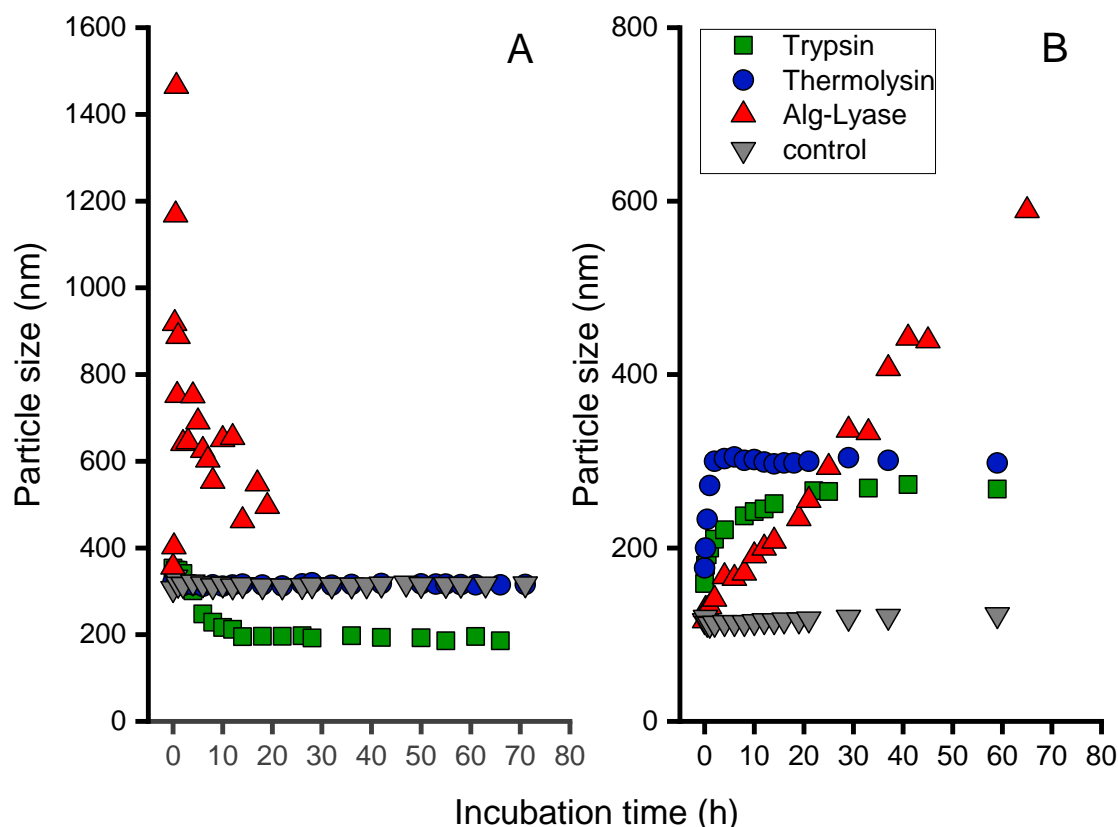 A
Particle size (nm)
1600
1400
1200
1000
800
600
400
200
0
0 10 20 30 40 50 60 70 80
B
Trypsin
Thermolysin
Alg-Lyase
control
Particle size (nm)
800
600
400
200
0
0 10 20 30 40 50 60 70 80
Incubation time (h)